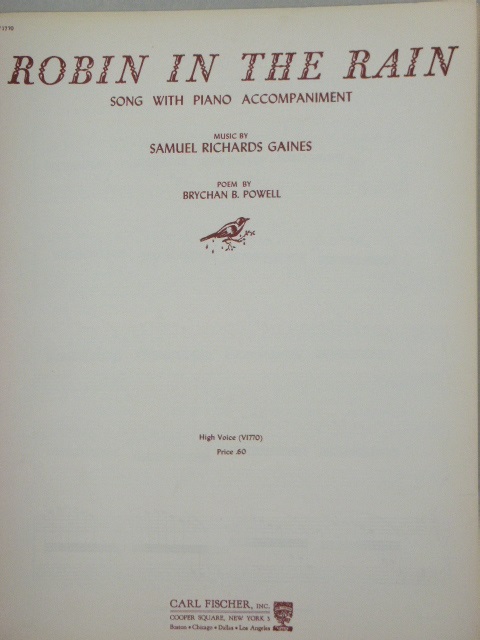 ROBIN IN THE RAIN
SONG WITH PIANO ACCOMPANIMENT
MUSIC BY
SAMUEL RICHARDS GAINES
POEM BY
BRYCHAN B. POWELL
High Voice (V1770)
Price .60
CARL FISCHER, INC.
COOPER SQUARE, NEW YORK 3
Boston • Chicago • Dallas • Los Angeles